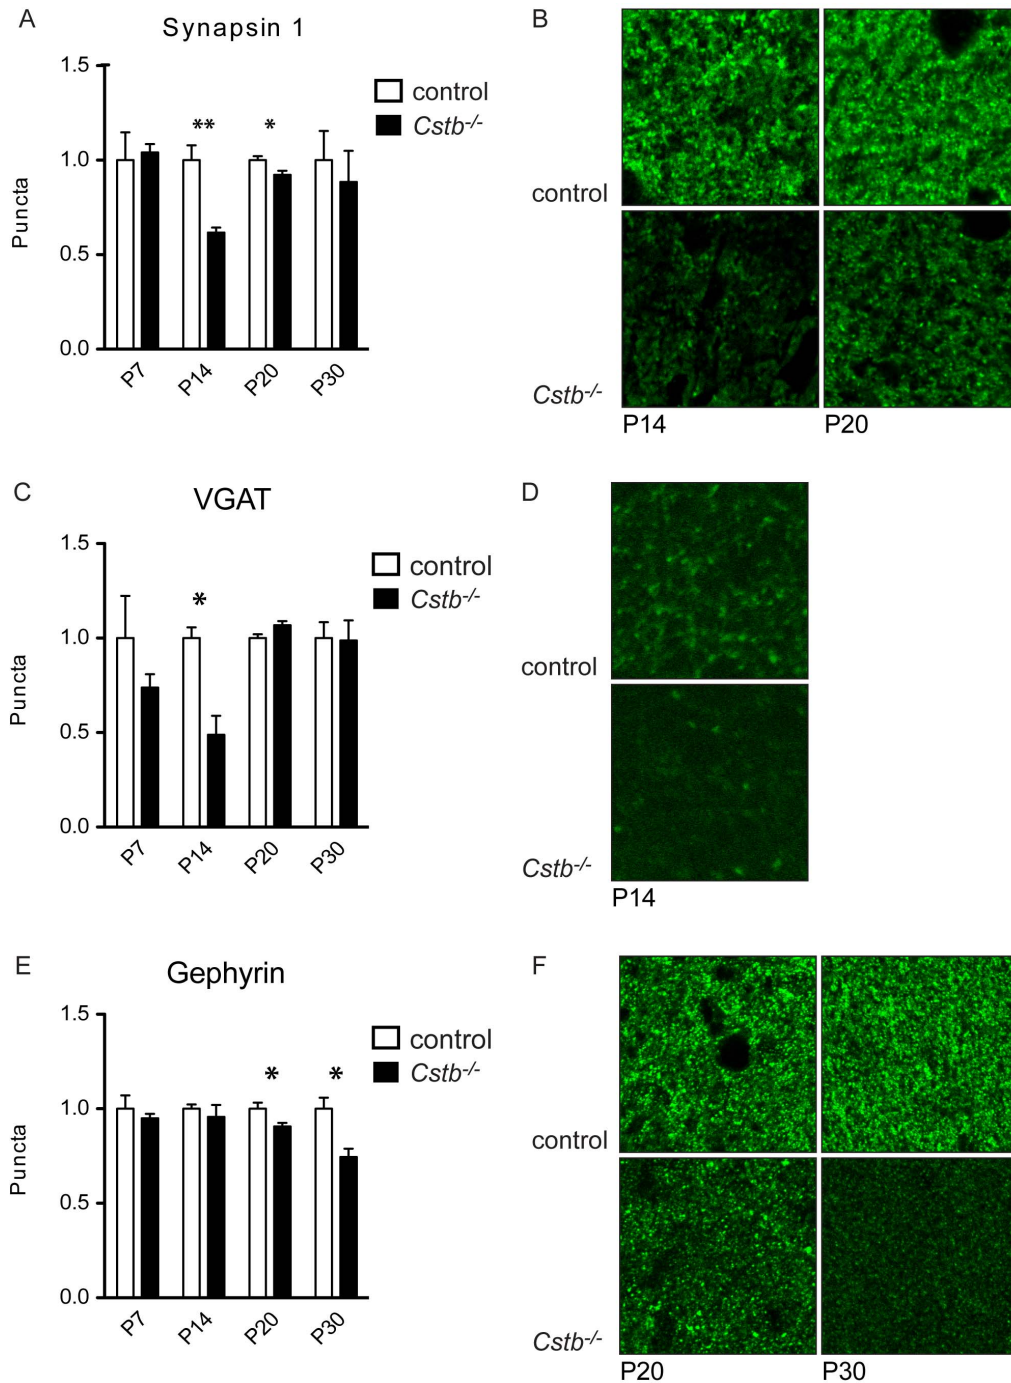 A
Synapsin 1
1.5
1.0
0.5
0.0
Puncta
** *
control
Cstb-/-
P7 P14 P20 P30
B
control
Cstb-/-
P14 P20
C
VGAT
1.5
1.0
0.5
0.0
Puncta
*
control
Cstb-/-
P7 P14 P20 P30
D
control
Cstb-/-
P14
E
Gephyrin
1.5
1.0
0.5
0.0
Puncta
* *
control
Cstb-/-
P7 P14 P20 P30
F
control
Cstb-/-
P20 P30